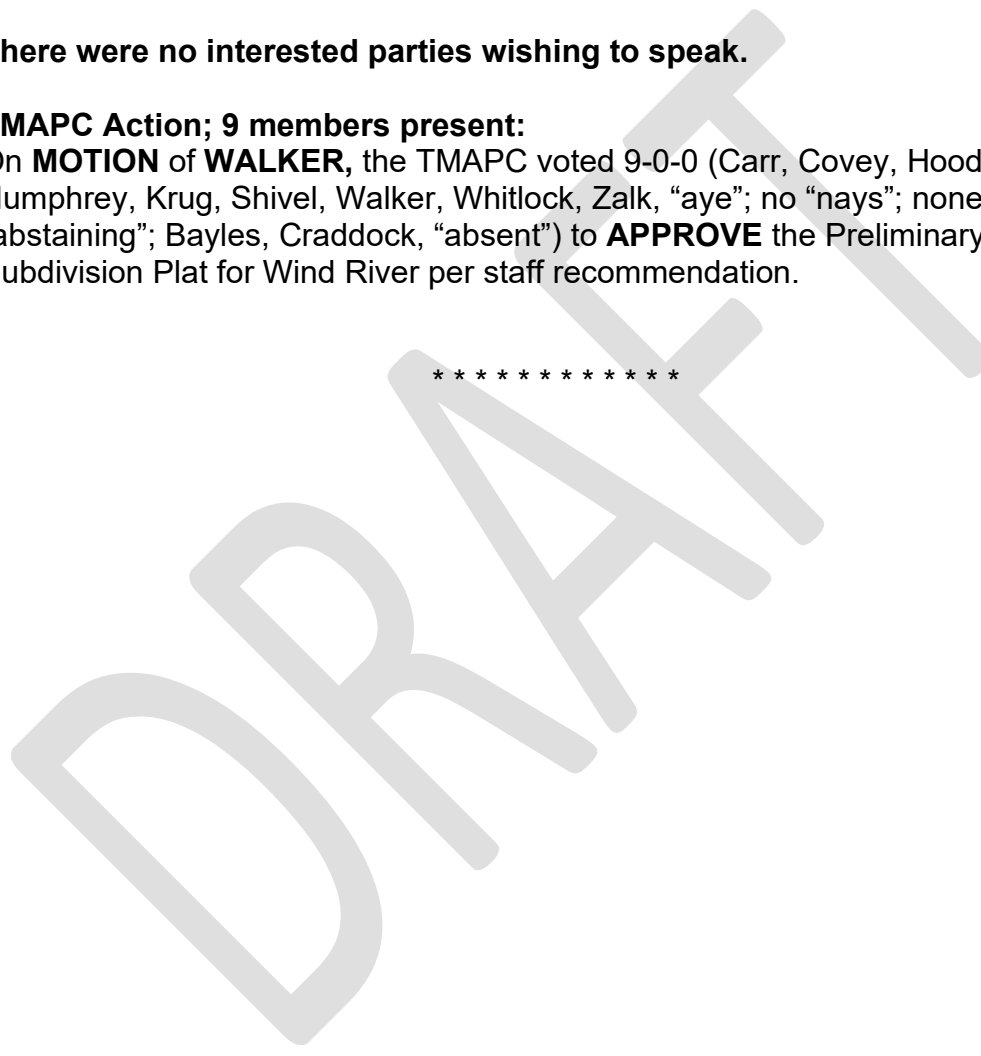 here were no interested parties wishing to speak.
MAPC Action; 9 members present:
On MOTION of WALKER, the TMAPC voted 9-0-0 (Carr, Covey, Hood
umphrey, Krug, Shivel, Walker, Whitlock, Zalk, “aye”; no “nays”; none
abstaining”; Bayles, Craddock, “absent”) to APPROVE the Preliminary
ubdivision Plat for Wind River per staff recommendation.
* * * * * * * * * * * *
DRAFT